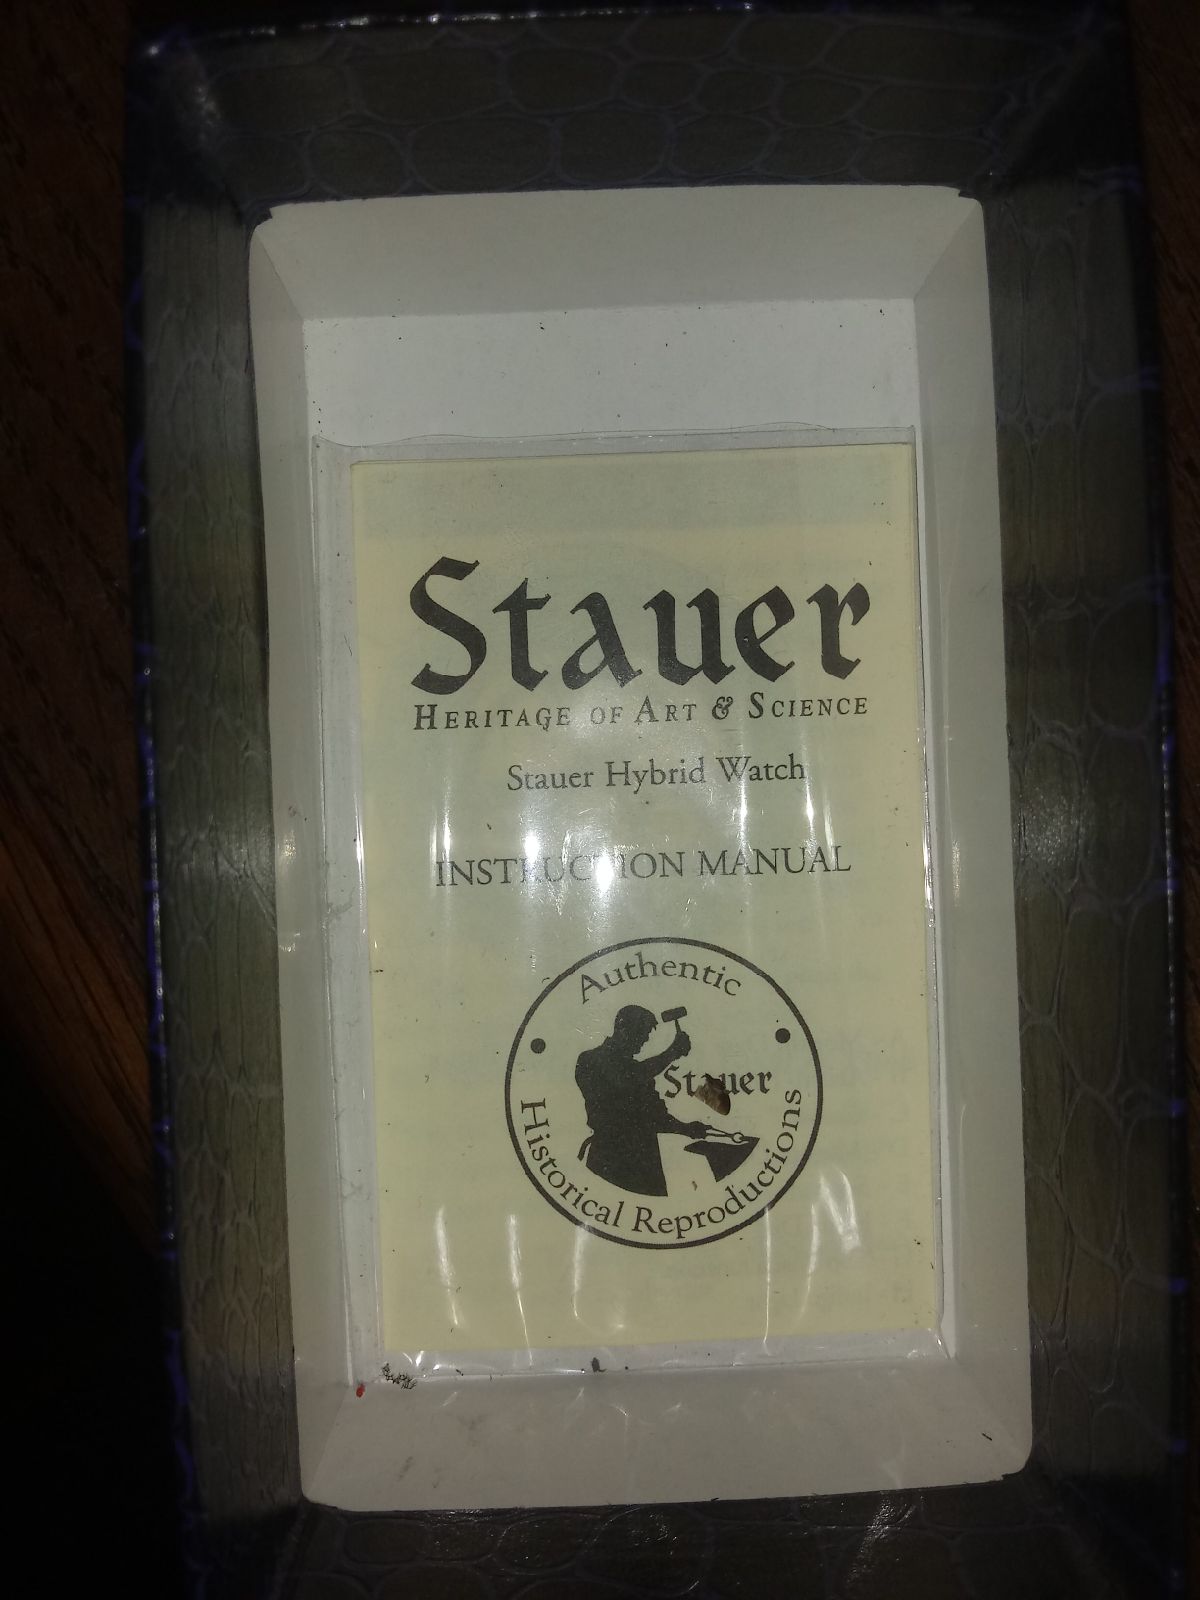 Stauer
HERITAGE OF ART & SCIENCE
Stauer Hybrid Watch
INSTRUCTION MANUAL
Authentic
Stauer
Historical Reproductions